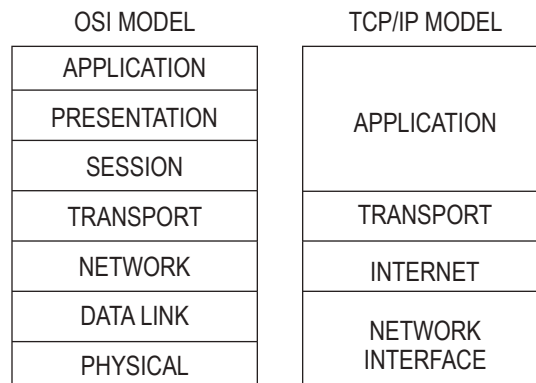 OSI MODEL
APPLICATION
PRESENTATION
SESSION
TRANSPORT
NETWORK
DATA LINK
PHYSICAL
TCP/IP MODEL
APPLICATION
TRANSPORT
INTERNET
NETWORK
INTERFACE